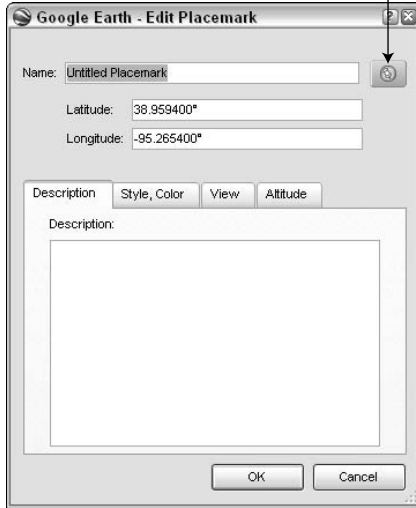 Google Earth - Edit Placemark
Name: Untitled Placemark
Latitude: 38.959400°
Longitude: -95.265400°
Description Style, Color View Altitude
Description:
OK Cancel